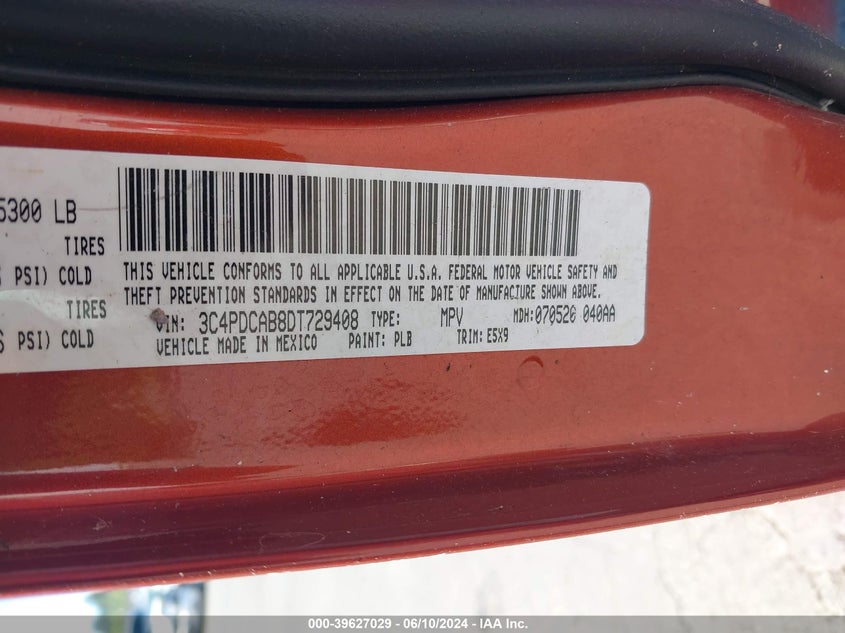 5300 LB
TIRES
PSI) COLD
TIRES
PSI) COLD
THIS VEHICLE CONFORMS TO ALL APPLICABLE U.S.A. FEDERAL MOTOR VEHICLE SAFETY AND
THEFT PREVENTION STANDARDS IN EFFECT ON THE DATE OF MANUFACTURE SHOWN ABOVE.
VIN: 3C4PDCAB8DT729408 TYPE: MPV MDH:070520 040AA
VEHICLE MADE IN MEXICO PAINT: PLB TRIM: E5X9
000-39627029 - 06/10/2024 - IAA Inc.